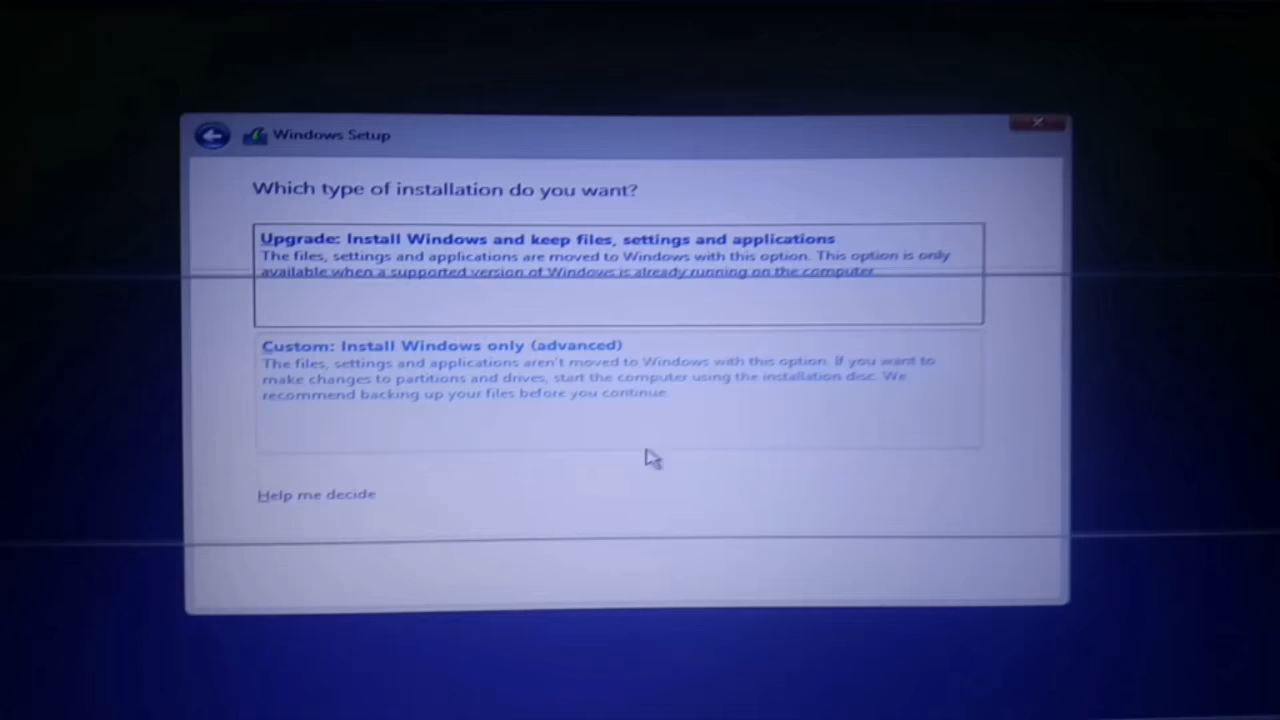 Windows Setup
Which type of installation do you want?
Upgrade: Install Windows and keep files, settings and applications
The files, settings and applications are moved to Windows with this option. This option is only
available when a supported version of Windows is already running on the computer.
Custom: Install Windows only (advanced)
The files, settings and applications aren't moved to Windows with this option. If you want to
make changes to partitions and drives, start the computer using the installation disc. We
recommend backing up your files before you continue.
Help me decide